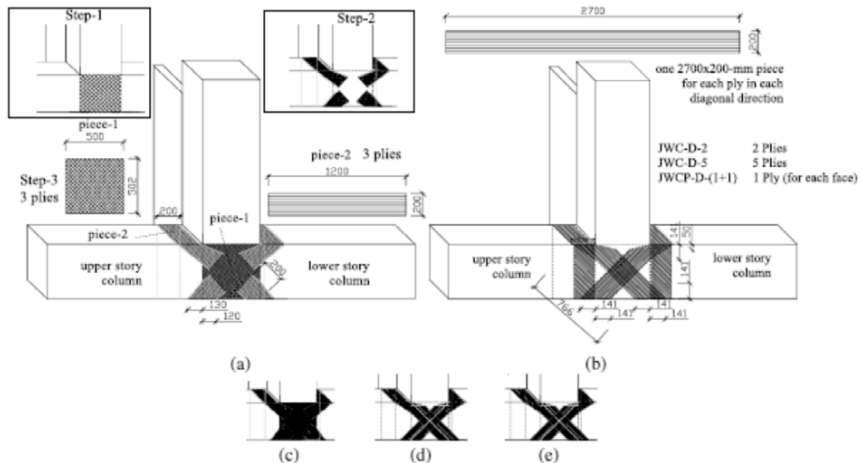 Step-1
piece-1
500
Step-3
3 plies
502
200
piece-2
piece-1
Step-2
piece-2 3 plies
1200
200
upper story
column
200
lower story
column
130
120
(a)
2700
200
one 2700x200-mm piece
for each ply in each
diagonal direction
JWC-D-2 2 Plies
JWC-D-5 5 Plies
JWCP-D-(1+1) 1 Ply (for each face)
141
50
141
upper story
column
lower story
column
766
141
141
141
141
(b)
(c)
(d)
(e)